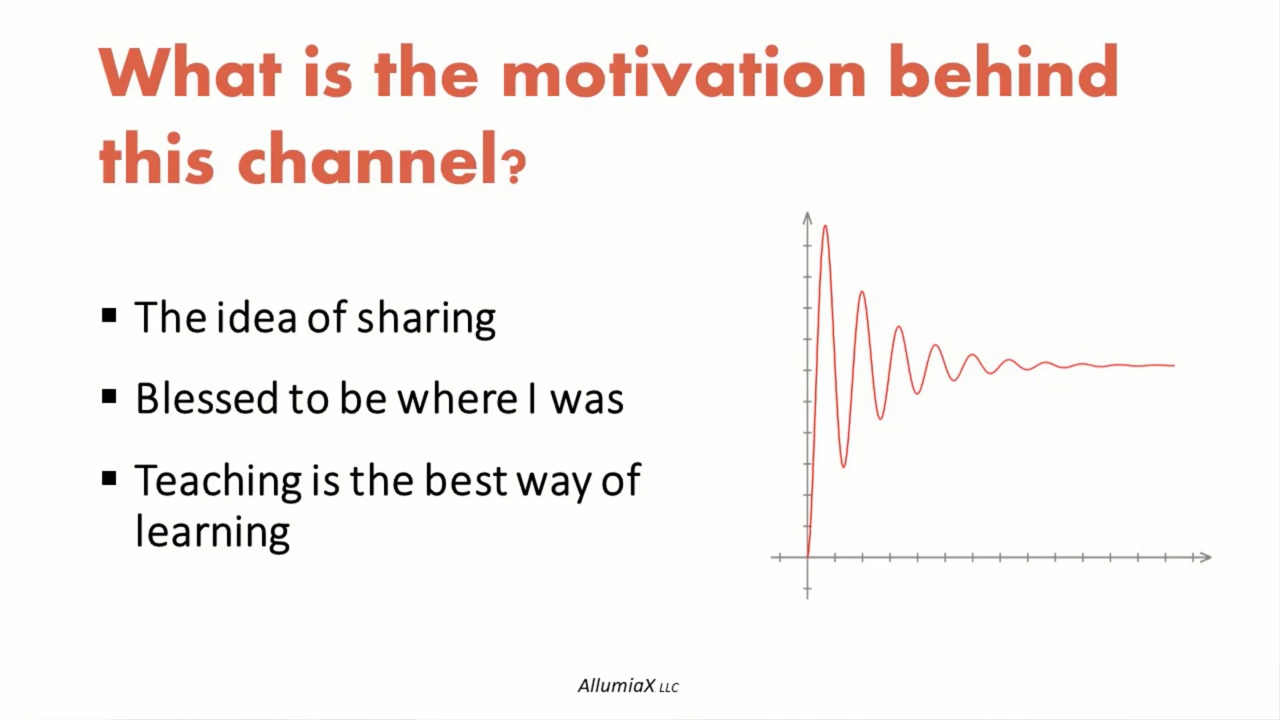 What is the motivation behind
this channel?
▪ The idea of sharing
▪ Blessed to be where I was
▪ Teaching is the best way of
learning
AllumiaX LLC